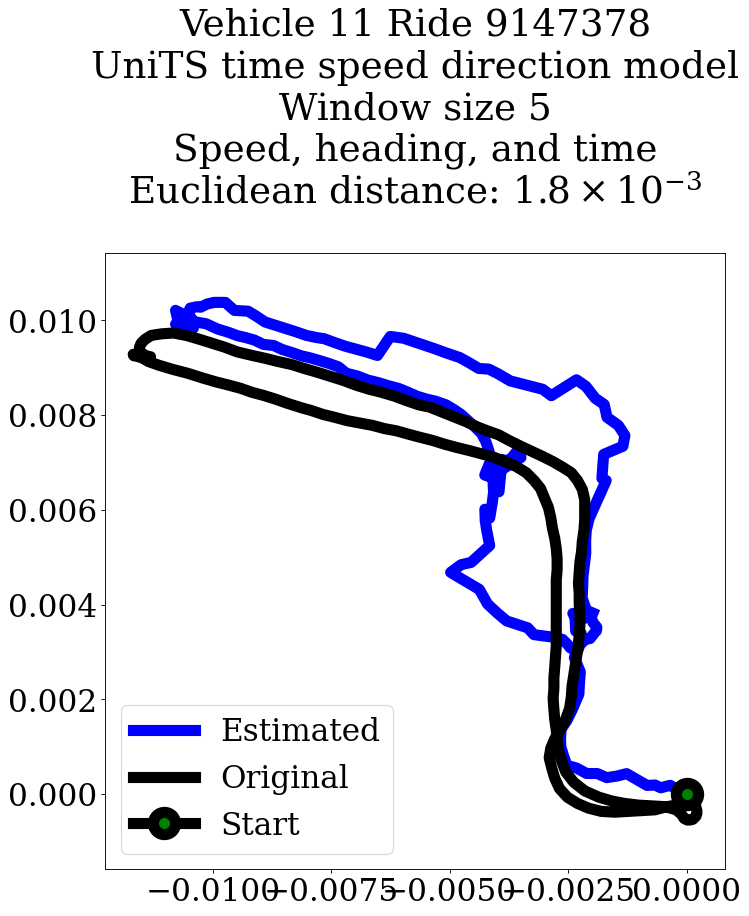 Vehicle 11 Ride 9147378
UniTS time speed direction model
Window size 5
Speed, heading, and time
Euclidean distance: 1.8 × 10⁻³
0.010
0.008
0.006
0.004
0.002
0.000
Estimated
Original
Start
−0.0100 −0.0075 −0.0050 −0.0025 0.0000